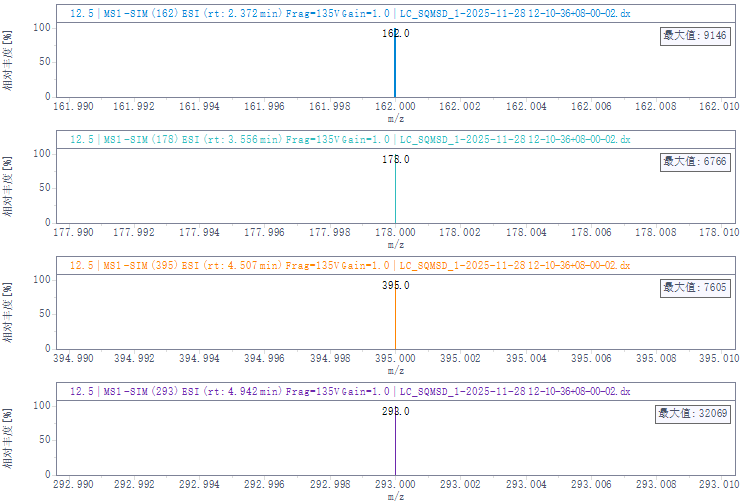 12.5 | MS1-SIM (162) ESI (rt: 2.372 min) Frag=135V Gain=1.0 | LC_SQMSD_1-2025-11-28 12-10-36+08-00-02.dx
最大值: 9146
162.0
相对丰度 [%]
100
50
0
161.990 161.992 161.994 161.996 161.998 162.000 162.002 162.004 162.006 162.008 162.010
m/z
12.5 | MS1-SIM (178) ESI (rt: 3.556 min) Frag=135V Gain=1.0 | LC_SQMSD_1-2025-11-28 12-10-36+08-00-02.dx
最大值: 6766
178.0
相对丰度 [%]
100
50
0
177.990 177.992 177.994 177.996 177.998 178.000 178.002 178.004 178.006 178.008 178.010
m/z
12.5 | MS1-SIM (395) ESI (rt: 4.507 min) Frag=135V Gain=1.0 | LC_SQMSD_1-2025-11-28 12-10-36+08-00-02.dx
最大值: 7605
395.0
相对丰度 [%]
100
50
0
394.990 394.992 394.994 394.996 394.998 395.000 395.002 395.004 395.006 395.008 395.010
m/z
12.5 | MS1-SIM (293) ESI (rt: 4.942 min) Frag=135V Gain=1.0 | LC_SQMSD_1-2025-11-28 12-10-36+08-00-02.dx
最大值: 32069
293.0
相对丰度 [%]
100
50
0
292.990 292.992 292.994 292.996 292.998 293.000 293.002 293.004 293.006 293.008 293.010
m/z